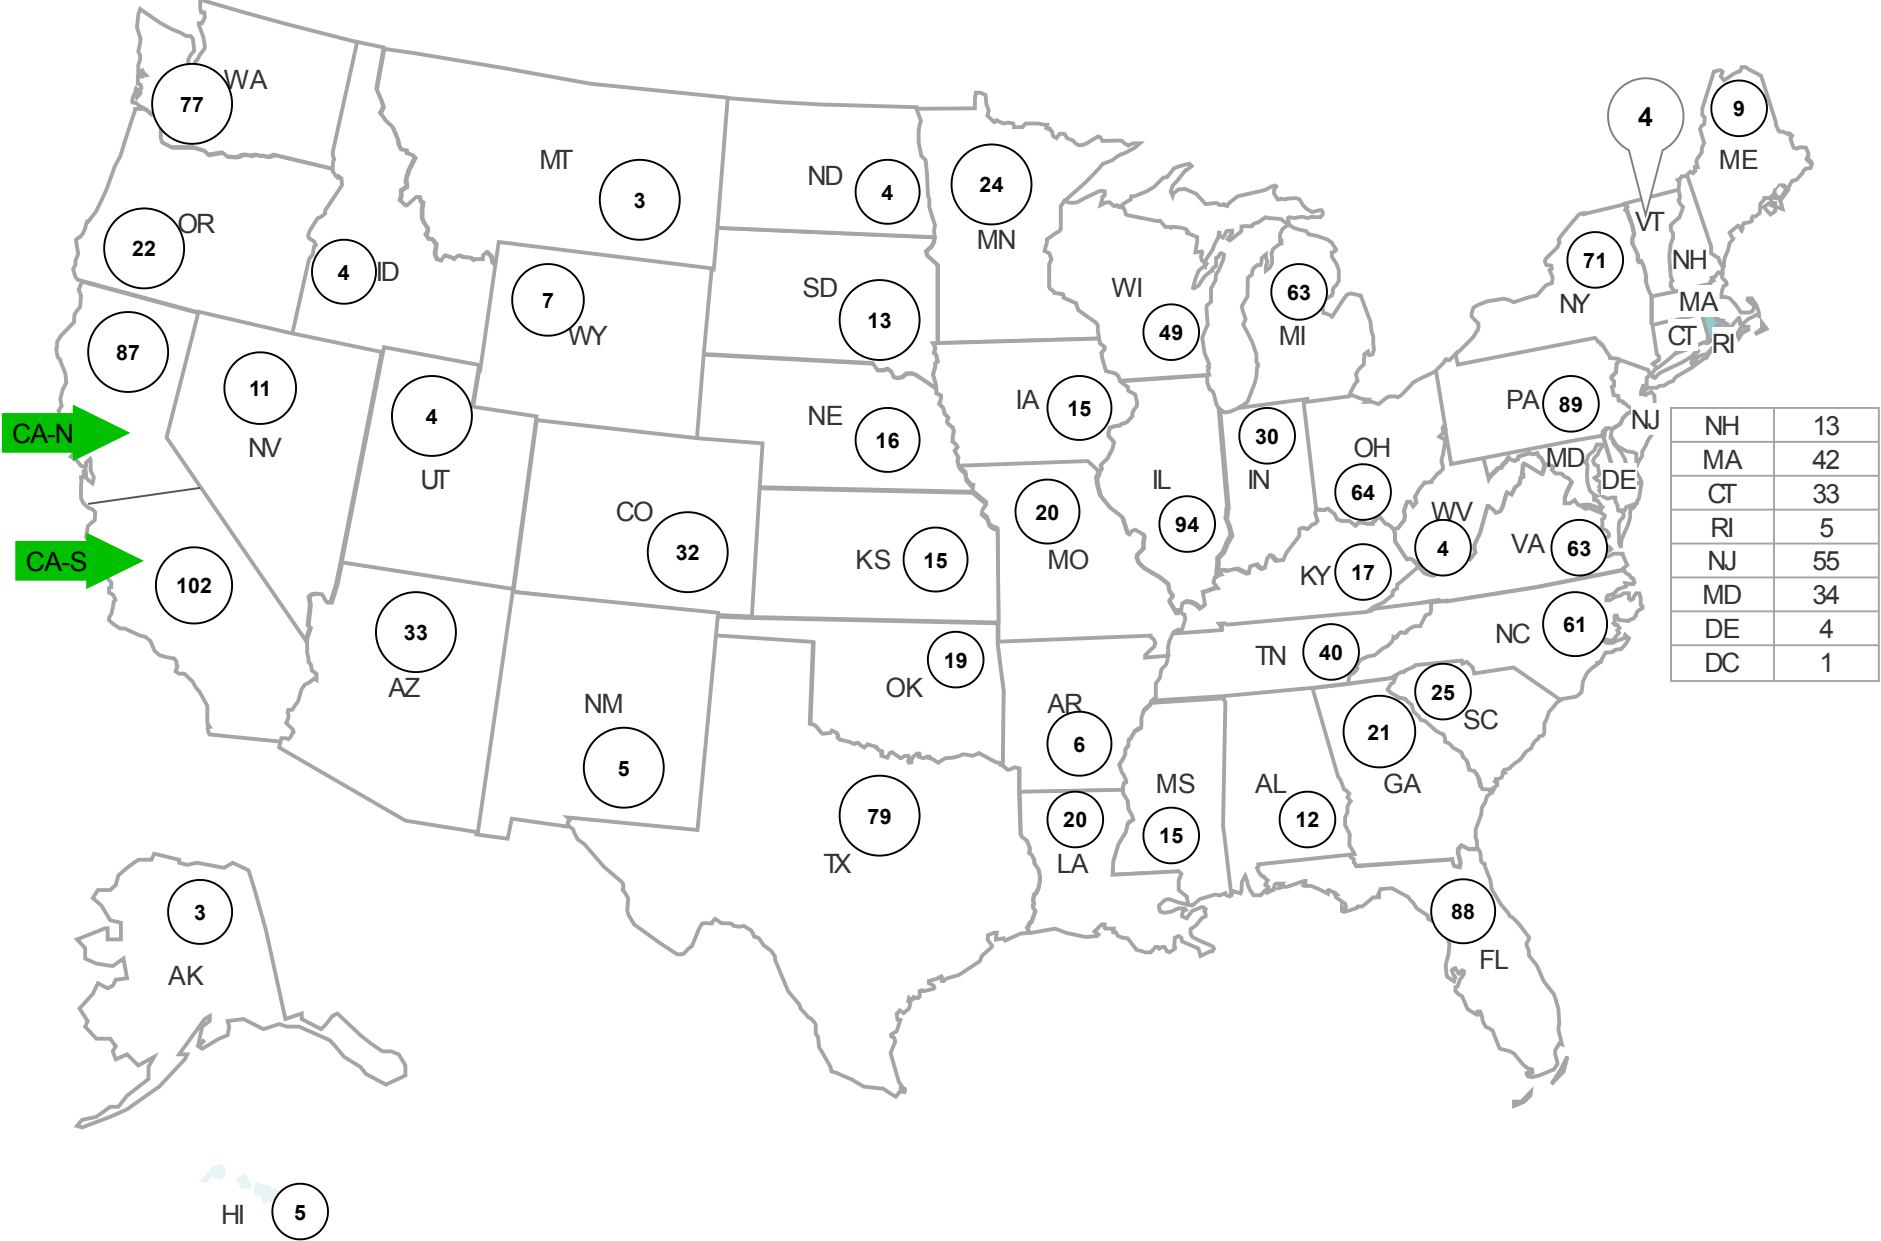 WA
77
OR
22
ID
4
MT
3
ND
4
MN
24
4
VT
9
ME
SD
13
WY
7
WI
49
MI
63
NY
71
NH
MA
CT
RI
87
CA-N
11
NV
4
UT
NE
16
IA
15
IL
94
IN
30
OH
64
PA
89
NJ
MD
DE
WV
4
VA
63
CA-S
102
CO
32
KS
15
MO
20
KY
17
NC
61
TN
40
AZ
33
NM
5
OK
19
AR
6
SC
25
GA
21
MS
15
AL
12
TX
79
LA
20
FL
88
AK
3
HI
5
NH 13
MA 42
CT 33
RI 5
NJ 55
MD 34
DE 4
DC 1